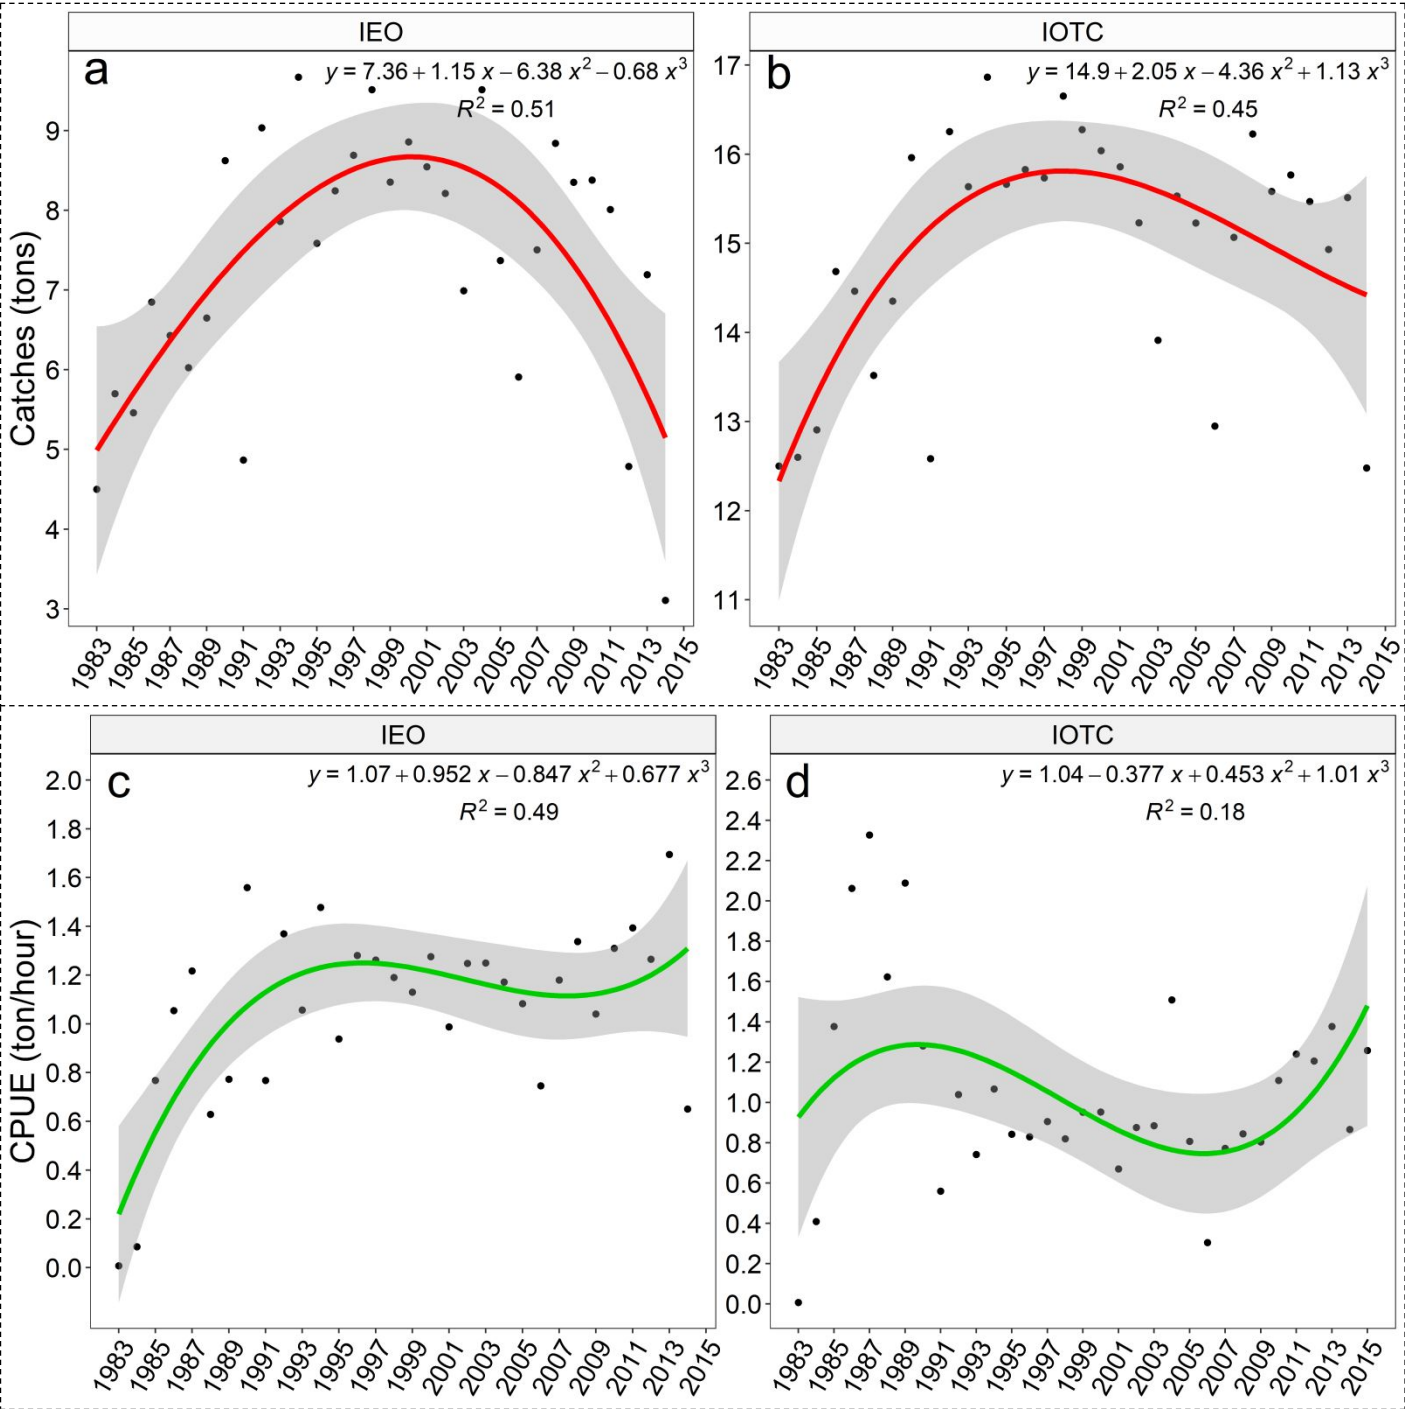 IEO
a
y = 7.36 + 1.15 x − 6.38 x² − 0.68 x³
R² = 0.51
Catches (tons)
9
8
7
6
5
4
3
1983 1985 1987 1989 1991 1993 1995 1997 1999 2001 2003 2005 2007 2009 2011 2013 2015
IOTC
b
y = 14.9 + 2.05 x − 4.36 x² + 1.13 x³
R² = 0.45
17
16
15
14
13
12
11
1983 1985 1987 1989 1991 1993 1995 1997 1999 2001 2003 2005 2007 2009 2011 2013 2015
IEO
c
y = 1.07 + 0.952 x − 0.847 x² + 0.677 x³
R² = 0.49
CPUE (ton/hour)
2.0
1.8
1.6
1.4
1.2
1.0
0.8
0.6
0.4
0.2
0.0
1983 1985 1987 1989 1991 1993 1995 1997 1999 2001 2003 2005 2007 2009 2011 2013 2015
IOTC
d
y = 1.04 − 0.377 x + 0.453 x² + 1.01 x³
R² = 0.18
2.6
2.4
2.2
2.0
1.8
1.6
1.4
1.2
1.0
0.8
0.6
0.4
0.2
0.0
1983 1985 1987 1989 1991 1993 1995 1997 1999 2001 2003 2005 2007 2009 2011 2013 2015